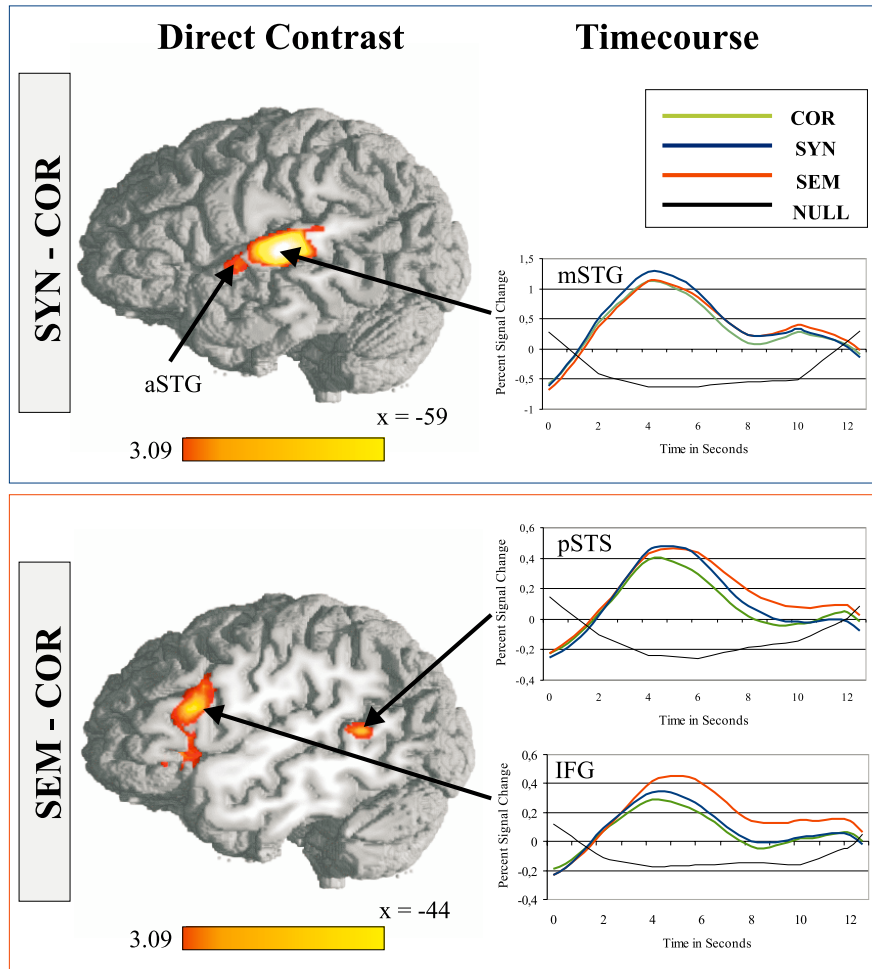 Direct Contrast
Timecourse
SYN - COR
COR
SYN
SEM
NULL
aSTG
x = -59
3.09
mSTG
Percent Signal Change
1,5
1
0,5
0
-0,5
-1
0 2 4 6 8 10 12
Time in Seconds
SEM - COR
x = -44
3.09
pSTS
Percent Signal Change
0,6
0,4
0,2
0
-0,2
-0,4
0 2 4 6 8 10 12
Time in Seconds
IFG
Percent Signal Change
0,6
0,4
0,2
0
-0,2
-0,4
0 2 4 6 8 10 12
Time in Seconds